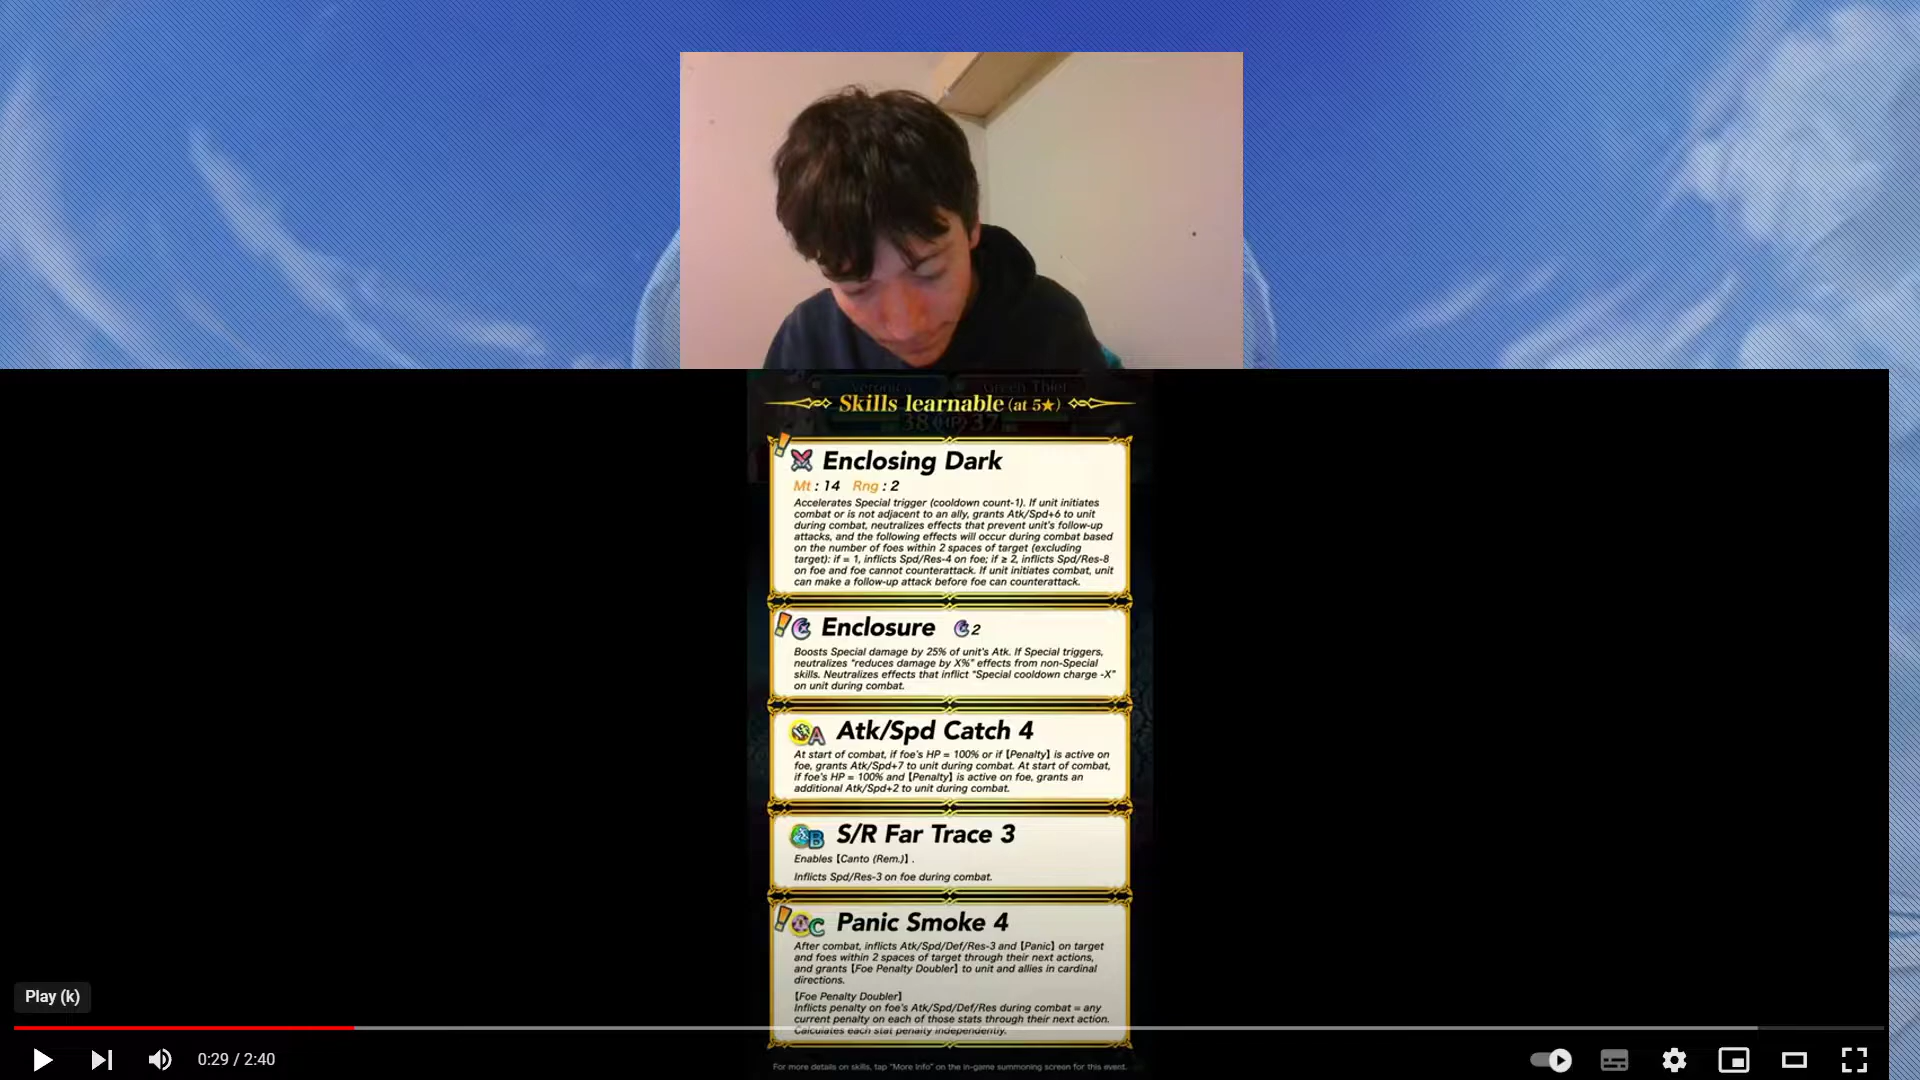 Veronica Green Thief
Skills learnable (at 5★)
38 (HP) 37
Enclosing Dark
Mt : 14 Rng : 2
Accelerates Special trigger (cooldown count-1). If unit initiates
combat or is not adjacent to an ally, grants Atk/Spd+6 to unit
during combat, neutralizes effects that prevent unit's follow-up
attacks, and the following effects will occur during combat based
on the number of foes within 2 spaces of target (excluding
target): if = 1, inflicts Spd/Res-4 on foe; if ≥ 2, inflicts Spd/Res-8
on foe and foe cannot counterattack. If unit initiates combat, unit
can make a follow-up attack before foe can counterattack.
Enclosure 2
Boosts Special damage by 25% of unit's Atk. If Special triggers,
neutralizes "reduces damage by X%" effects from non-Special
skills. Neutralizes effects that inflict "Special cooldown charge -X"
on unit during combat.
A Atk/Spd Catch 4
At start of combat, if foe's HP = 100% or if【Penalty】is active on
foe, grants Atk/Spd+7 to unit during combat. At start of combat,
if foe's HP = 100% and【Penalty】is active on foe, grants an
additional Atk/Spd+2 to unit during combat.
B S/R Far Trace 3
Enables【Canto (Rem.)】.
Inflicts Spd/Res-3 on foe during combat.
C Panic Smoke 4
After combat, inflicts Atk/Spd/Def/Res-3 and【Panic】on target
and foes within 2 spaces of target through their next actions,
and grants【Foe Penalty Doubler】to unit and allies in cardinal
directions.
【Foe Penalty Doubler】
Inflicts penalty on foe's Atk/Spd/Def/Res during combat = any
current penalty on each of those stats through their next action.
Calculates each stat penalty independently.
Play (k)
0:29 / 2:40
For more details on skills, tap "More Info" on the in-game summoning screen for this event.